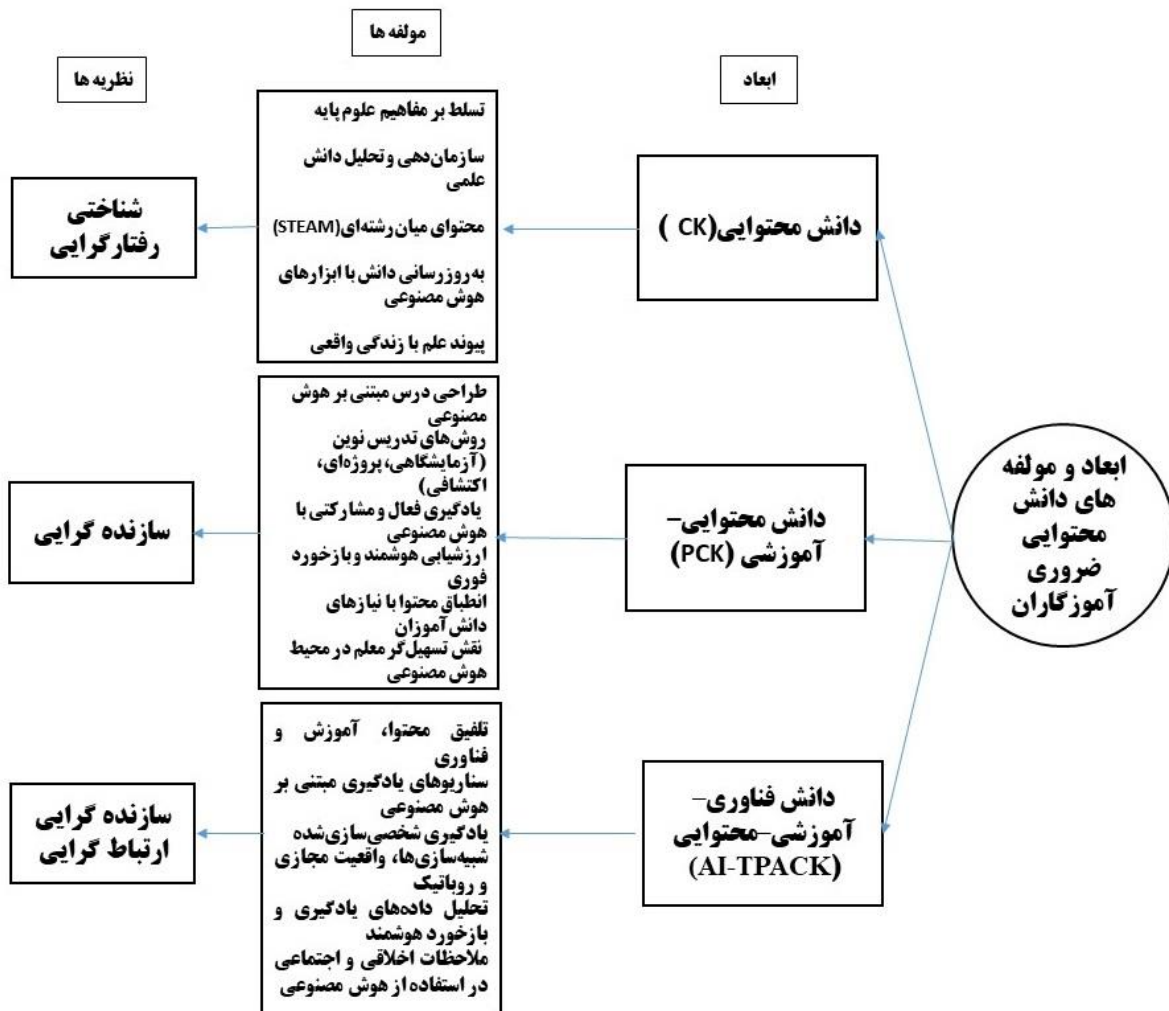 ابعاد
مولفه ها
نظریه ها
ابعاد و مولفه
های دانش
محتوایی
ضروری
آموزگاران
دانش محتوایی(CK )
تسلط بر مفاهیم علوم پایه
سازمان‌دهی و تحلیل دانش
علمی
محتوای میان رشته‌ای(STEAM)
به‌روزرسانی دانش با ابزارهای
هوش مصنوعی
پیوند علم با زندگی واقعی
شناختی
رفتارگرایی
دانش محتوایی–
آموزشی (PCK)
طراحی درس مبتنی بر هوش
مصنوعی
روش‌های تدریس نوین
(آزمایشگاهی، پروژه‌ای،
اکتشافی)
یادگیری فعال و مشارکتی با
هوش مصنوعی
ارزشیابی هوشمند و بازخورد
فوری
انطباق محتوا با نیازهای
دانش‌آموزان
نقش تسهیل‌گر معلم در محیط
هوش مصنوعی
سازنده گرایی
دانش فناوری–
آموزشی–محتوایی
(AI-TPACK)
تلفیق محتوا، آموزش و
فناوری
سناریوهای یادگیری مبتنی بر
هوش مصنوعی
یادگیری شخصی‌سازی‌شده
شبیه‌سازی‌ها، واقعیت مجازی
و روباتیک
تحلیل داده‌های یادگیری و
بازخورد هوشمند
ملاحظات اخلاقی و اجتماعی
در استفاده از هوش مصنوعی
سازنده گرایی
ارتباط گرایی